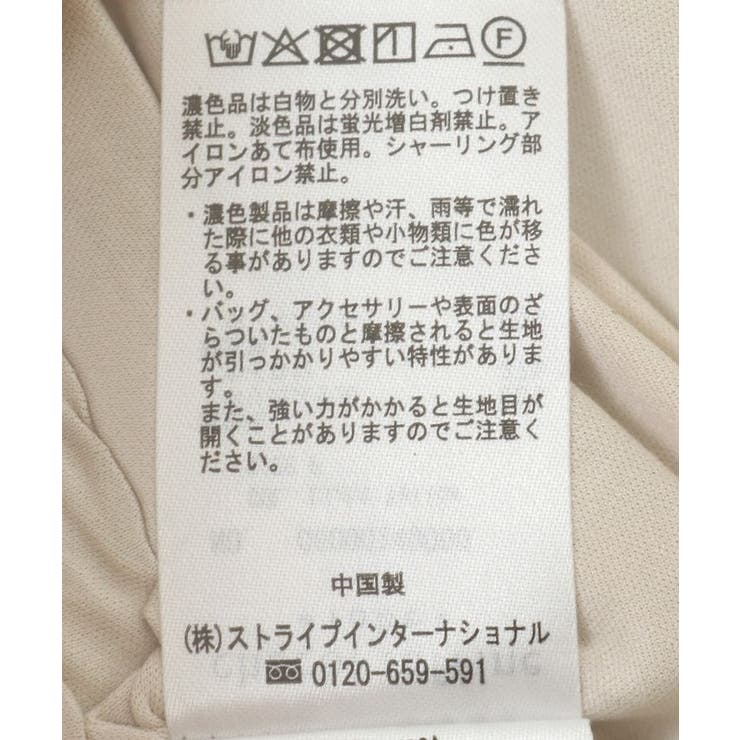 F
濃色品は白物と分別洗い。つけ置き
禁止。淡色品は蛍光増白剤禁止。ア
イロンあて布使用。シャーリング部
分アイロン禁止。
・濃色製品は摩擦や汗、雨等で濡れ
た際に他の衣類や小物類に色が移
る事がありますのでご注意くださ
い。
・バッグ、アクセサリーや表面のざ
らついたものと摩擦されると生地
が引っかかりやすい特性がありま
す。
また、強い力がかかると生地目が
開くことがありますのでご注意く
ださい。
中国製
(株)ストライプインターナショナル
0120-659-591